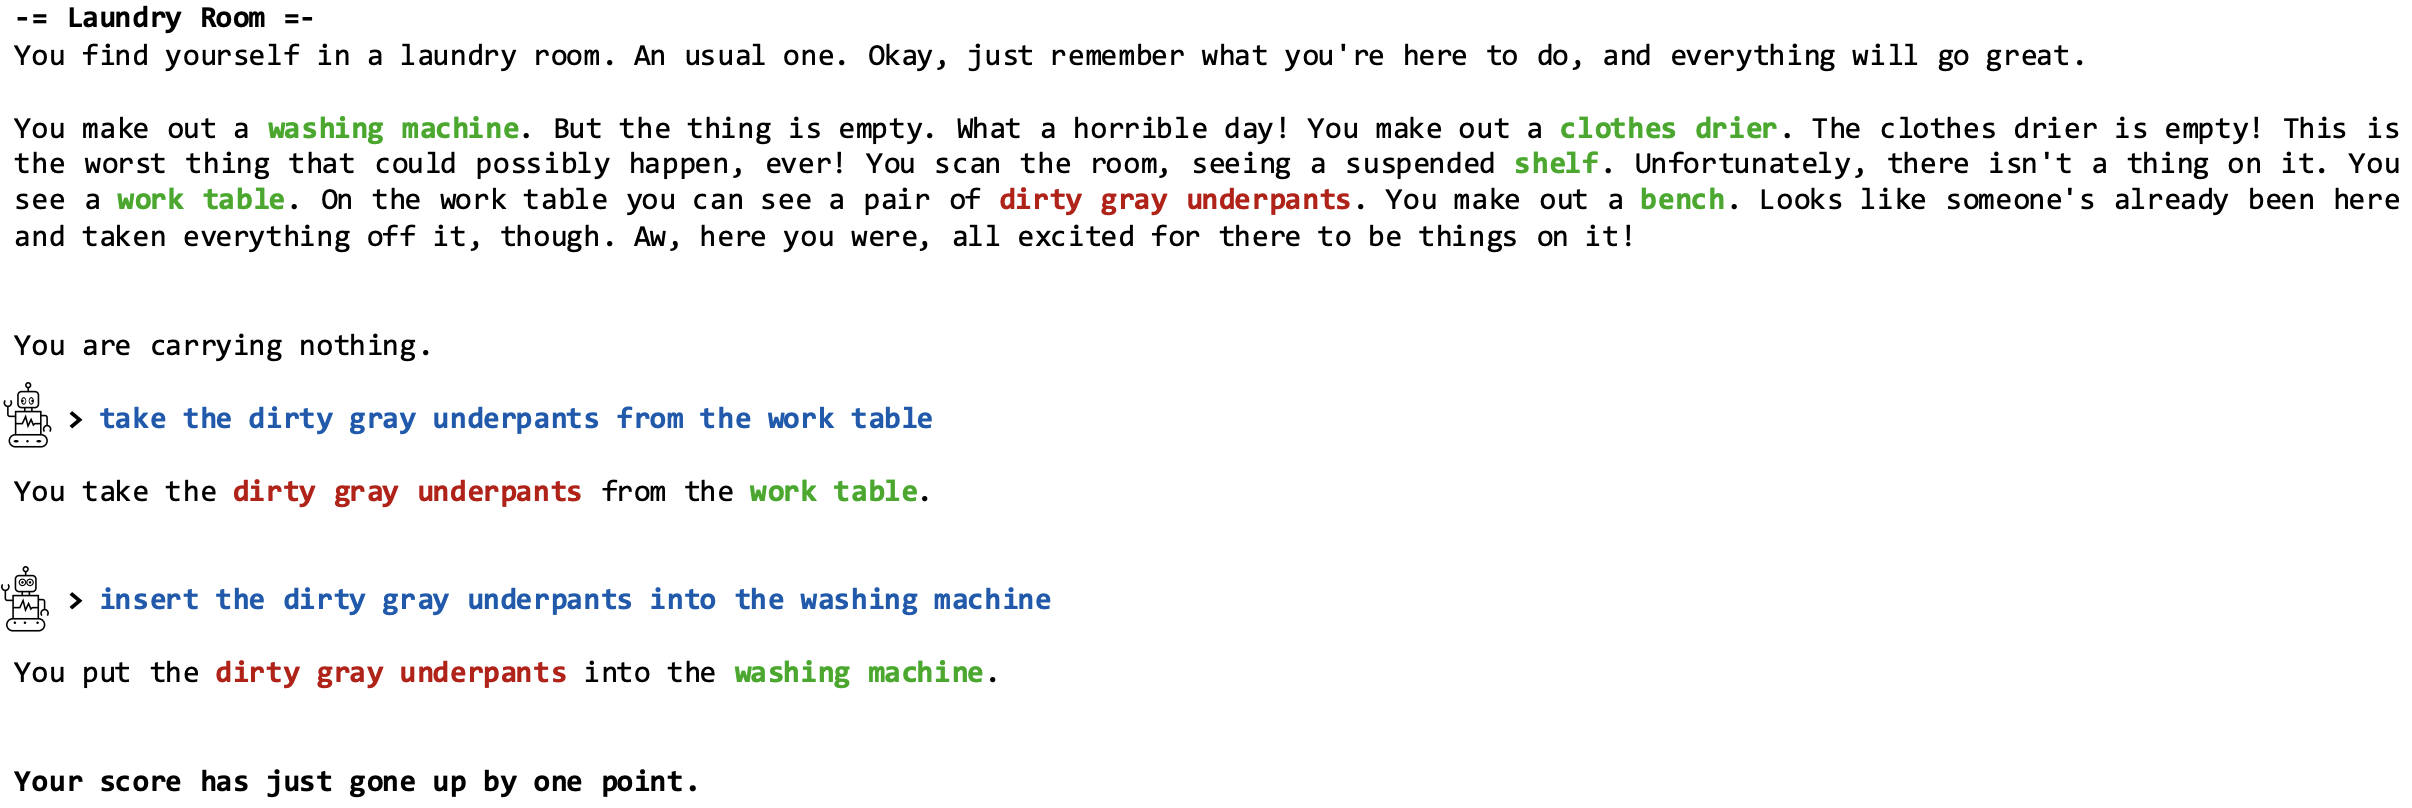 -= Laundry Room =-
You find yourself in a laundry room. An usual one. Okay, just remember what you're here to do, and everything will go great.
You make out a washing machine. But the thing is empty. What a horrible day! You make out a clothes drier. The clothes drier is empty! This is
the worst thing that could possibly happen, ever! You scan the room, seeing a suspended shelf. Unfortunately, there isn't a thing on it. You
see a work table. On the work table you can see a pair of dirty gray underpants. You make out a bench. Looks like someone's already been here
and taken everything off it, though. Aw, here you were, all excited for there to be things on it!
You are carrying nothing.
> take the dirty gray underpants from the work table
You take the dirty gray underpants from the work table.
> insert the dirty gray underpants into the washing machine
You put the dirty gray underpants into the washing machine.
Your score has just gone up by one point.